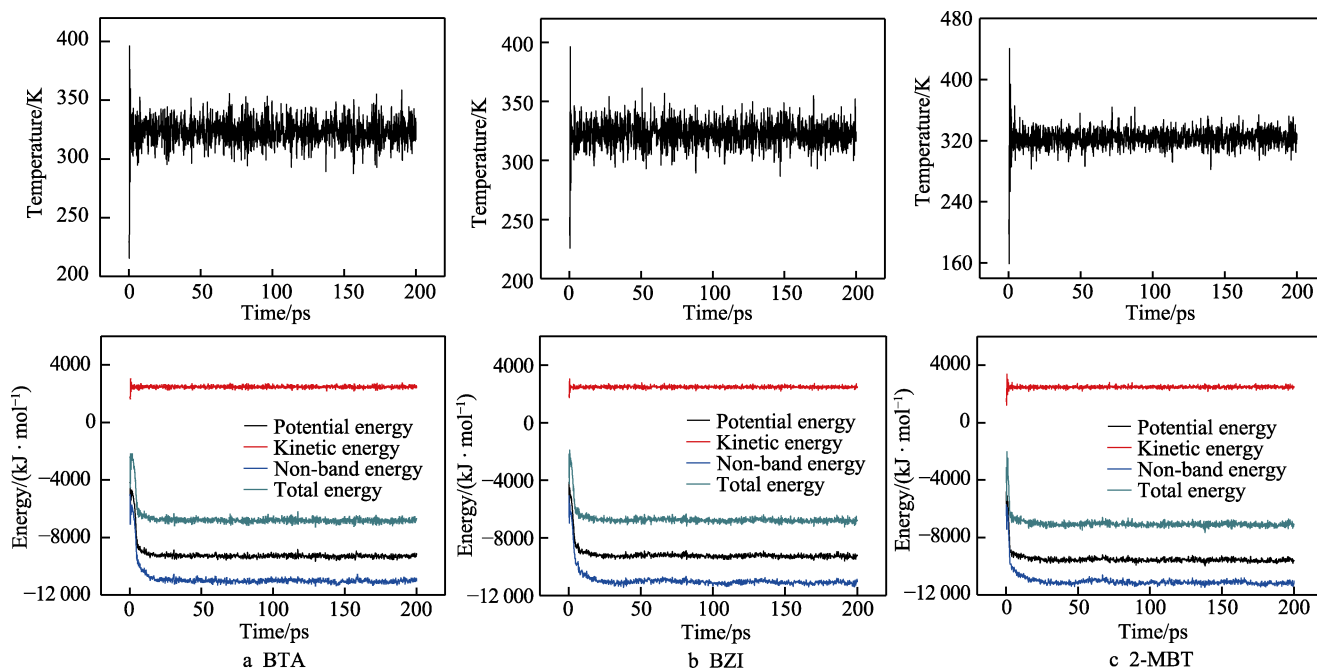 400
350
300
250
200
Temperature/K
0 50 100 150 200
Time/ps
400
350
300
250
200
Temperature/K
0 50 100 150 200
Time/ps
480
400
320
240
160
Temperature/K
0 50 100 150 200
Time/ps
4000
0
−4000
−8000
−12 000
Energy/(kJ · mol⁻¹)
Potential energy
Kinetic energy
Non-band energy
Total energy
0 50 100 150 200
Time/ps
a BTA
4000
0
−4000
−8000
−12 000
Energy/(kJ · mol⁻¹)
Potential energy
Kinetic energy
Non-band energy
Total energy
0 50 100 150 200
Time/ps
b BZI
4000
0
−4000
−8000
−12 000
Energy/(kJ · mol⁻¹)
Potential energy
Kinetic energy
Non-band energy
Total energy
0 50 100 150 200
Time/ps
c 2-MBT